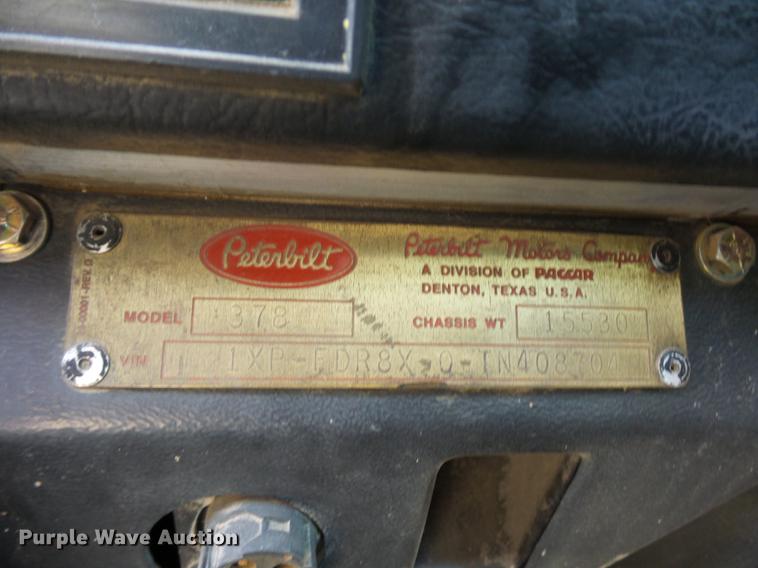 Peterbilt
Peterbilt Motors Company
A DIVISION OF PACCAR
DENTON, TEXAS U.S.A.
MODEL 378
CHASSIS WT 15530
VIN 1XP-FDR8X-0-TN408704
Purple Wave Auction®